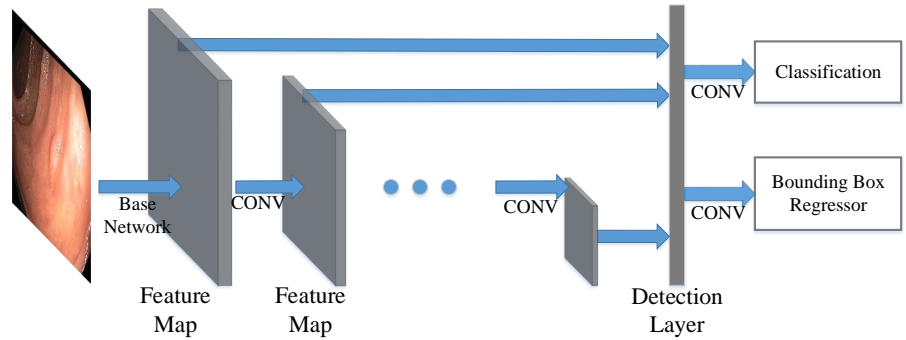 Base
Network
CONV
CONV
CONV
Classification
CONV
Bounding Box
Regressor
Feature
Map
Feature
Map
Detection
Layer